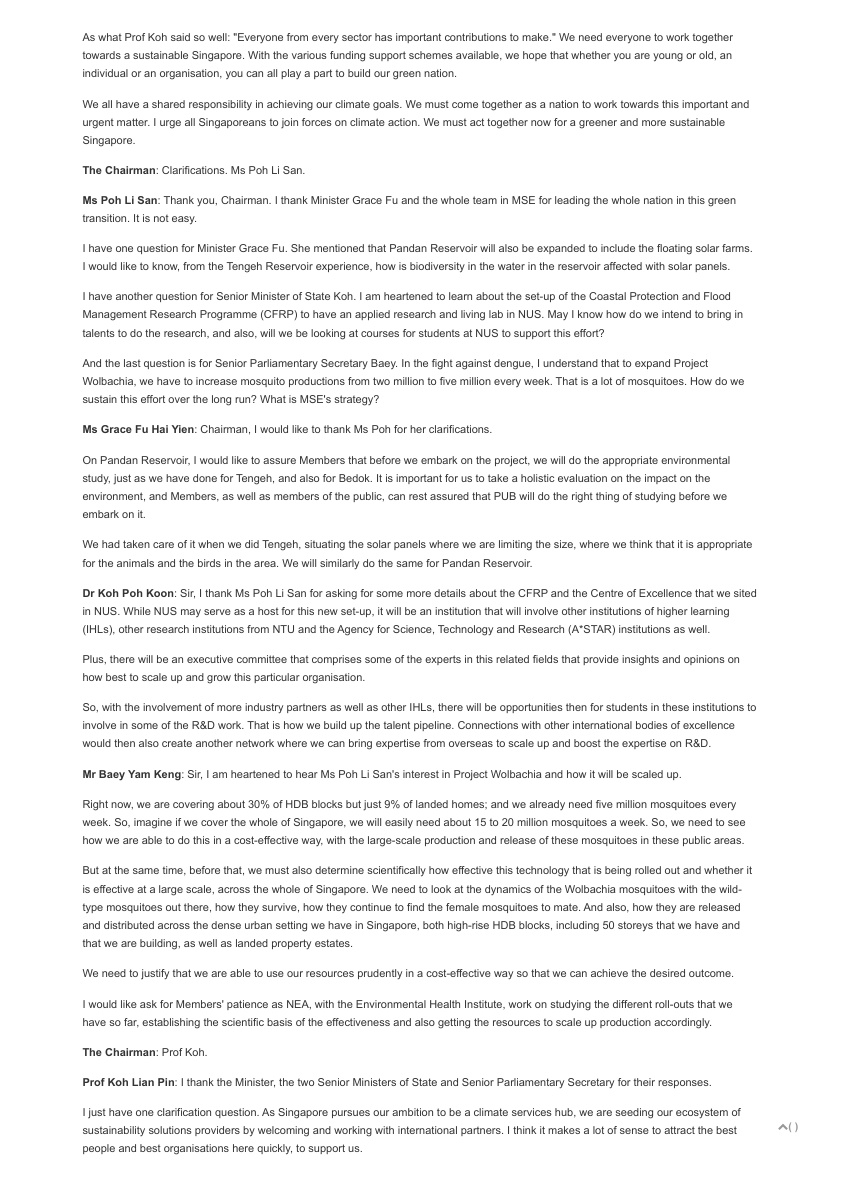 As what Prof Koh said so well: "Everyone from every sector has important contributions to make." We need everyone to work together
towards a sustainable Singapore. With the various funding support schemes available, we hope that whether you are young or old, an
individual or an organisation, you can all play a part to build our green nation.
We all have a shared responsibility in achieving our climate goals. We must come together as a nation to work towards this important and
urgent matter. I urge all Singaporeans to join forces on climate action. We must act together now for a greener and more sustainable
Singapore.
The Chairman: Clarifications. Ms Poh Li San.
Ms Poh Li San: Thank you, Chairman. I thank Minister Grace Fu and the whole team in MSE for leading the whole nation in this green
transition. It is not easy.
I have one question for Minister Grace Fu. She mentioned that Pandan Reservoir will also be expanded to include the floating solar farms.
I would like to know, from the Tengeh Reservoir experience, how is biodiversity in the water in the reservoir affected with solar panels.
I have another question for Senior Minister of State Koh. I am heartened to learn about the set-up of the Coastal Protection and Flood
Management Research Programme (CFRP) to have an applied research and living lab in NUS. May I know how do we intend to bring in
talents to do the research, and also, will we be looking at courses for students at NUS to support this effort?
And the last question is for Senior Parliamentary Secretary Baey. In the fight against dengue, I understand that to expand Project
Wolbachia, we have to increase mosquito productions from two million to five million every week. That is a lot of mosquitoes. How do we
sustain this effort over the long run? What is MSE's strategy?
Ms Grace Fu Hai Yien: Chairman, I would like to thank Ms Poh for her clarifications.
On Pandan Reservoir, I would like to assure Members that before we embark on the project, we will do the appropriate environmental
study, just as we have done for Tengeh, and also for Bedok. It is important for us to take a holistic evaluation on the impact on the
environment, and Members, as well as members of the public, can rest assured that PUB will do the right thing of studying before we
embark on it.
We had taken care of it when we did Tengeh, situating the solar panels where we are limiting the size, where we think that it is appropriate
for the animals and the birds in the area. We will similarly do the same for Pandan Reservoir.
Dr Koh Poh Koon: Sir, I thank Ms Poh Li San for asking for some more details about the CFRP and the Centre of Excellence that we sited
in NUS. While NUS may serve as a host for this new set-up, it will be an institution that will involve other institutions of higher learning
(IHLs), other research institutions from NTU and the Agency for Science, Technology and Research (A*STAR) institutions as well.
Plus, there will be an executive committee that comprises some of the experts in this related fields that provide insights and opinions on
how best to scale up and grow this particular organisation.
So, with the involvement of more industry partners as well as other IHLs, there will be opportunities then for students in these institutions to
involve in some of the R&D work. That is how we build up the talent pipeline. Connections with other international bodies of excellence
would then also create another network where we can bring expertise from overseas to scale up and boost the expertise on R&D.
Mr Baey Yam Keng: Sir, I am heartened to hear Ms Poh Li San's interest in Project Wolbachia and how it will be scaled up.
Right now, we are covering about 30% of HDB blocks but just 9% of landed homes; and we already need five million mosquitoes every
week. So, imagine if we cover the whole of Singapore, we will easily need about 15 to 20 million mosquitoes a week. So, we need to see
how we are able to do this in a cost-effective way, with the large-scale production and release of these mosquitoes in these public areas.
But at the same time, before that, we must also determine scientifically how effective this technology that is being rolled out and whether it
is effective at a large scale, across the whole of Singapore. We need to look at the dynamics of the Wolbachia mosquitoes with the wild-
type mosquitoes out there, how they survive, how they continue to find the female mosquitoes to mate. And also, how they are released
and distributed across the dense urban setting we have in Singapore, both high-rise HDB blocks, including 50 storeys that we have and
that we are building, as well as landed property estates.
We need to justify that we are able to use our resources prudently in a cost-effective way so that we can achieve the desired outcome.
I would like ask for Members' patience as NEA, with the Environmental Health Institute, work on studying the different roll-outs that we
have so far, establishing the scientific basis of the effectiveness and also getting the resources to scale up production accordingly.
The Chairman: Prof Koh.
Prof Koh Lian Pin: I thank the Minister, the two Senior Ministers of State and Senior Parliamentary Secretary for their responses.
I just have one clarification question. As Singapore pursues our ambition to be a climate services hub, we are seeding our ecosystem of
sustainability solutions providers by welcoming and working with international partners. I think it makes a lot of sense to attract the best
people and best organisations here quickly, to support us.
( )